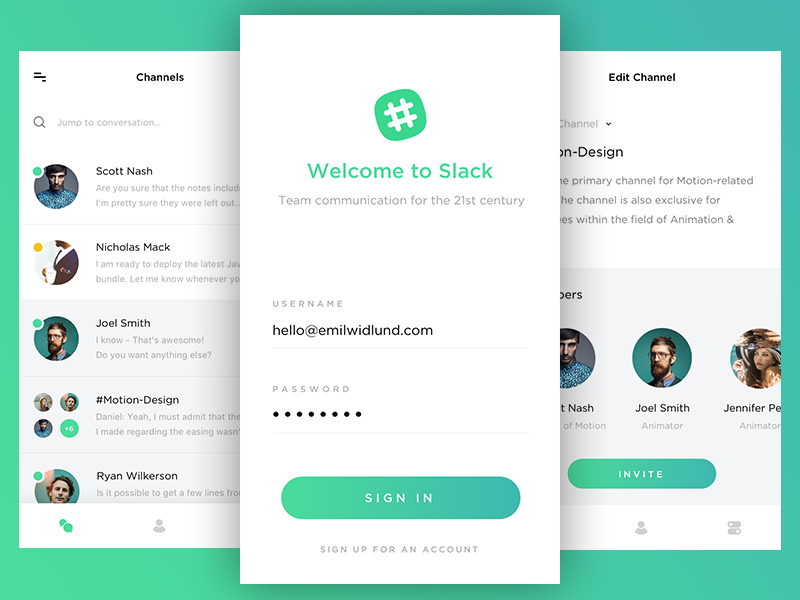 Channels
Jump to conversation...
Scott Nash
Are you sure that the notes include
I'm pretty sure they were left out...
Nicholas Mack
I am ready to deploy the latest Jav
bundle. Let me know whenever yo
Joel Smith
I know - That's awesome!
Do you want anything else?
#Motion-Design
Daniel: Yeah, I must admit that the
I made regarding the easing wasn'
+6
Ryan Wilkerson
Is it possible to get a few lines from
#
Welcome to Slack
Team communication for the 21st century
USERNAME
hello@emilwidlund.com
PASSWORD
SIGN IN
SIGN UP FOR AN ACCOUNT
Edit Channel
Channel
on-Design
he primary channel for Motion-related
he channel is also exclusive for
ees within the field of Animation &
bers
t Nash
of Motion
Joel Smith
Animator
Jennifer Pe
Animator
INVITE